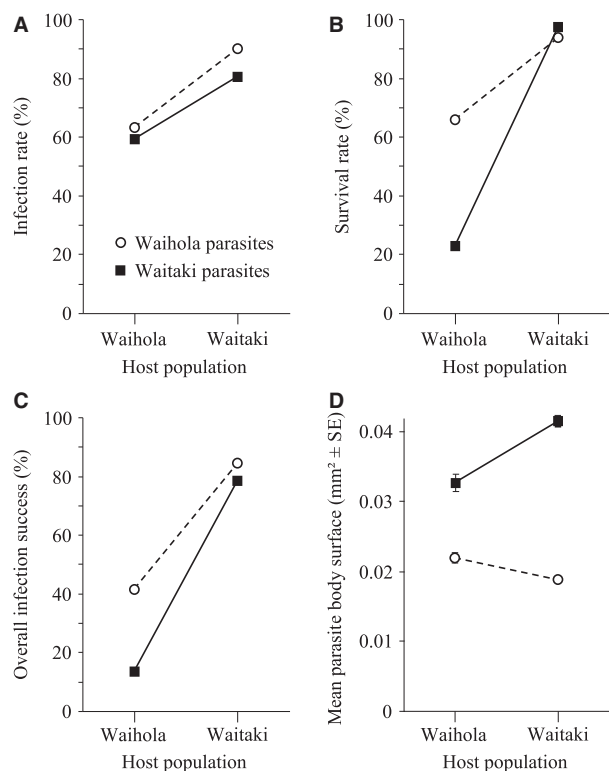 A
100
80
60
40
20
0
Infection rate (%)
Waihola parasites
Waitaki parasites
Waihola
Waitaki
Host population
B
100
80
60
40
20
0
Survival rate (%)
Waihola
Waitaki
Host population
C
100
80
60
40
20
0
Overall infection success (%)
Waihola
Waitaki
Host population
D
0.04
0.03
0.02
0.01
0
Mean parasite body surface (mm² ± SE)
Waihola
Waitaki
Host population